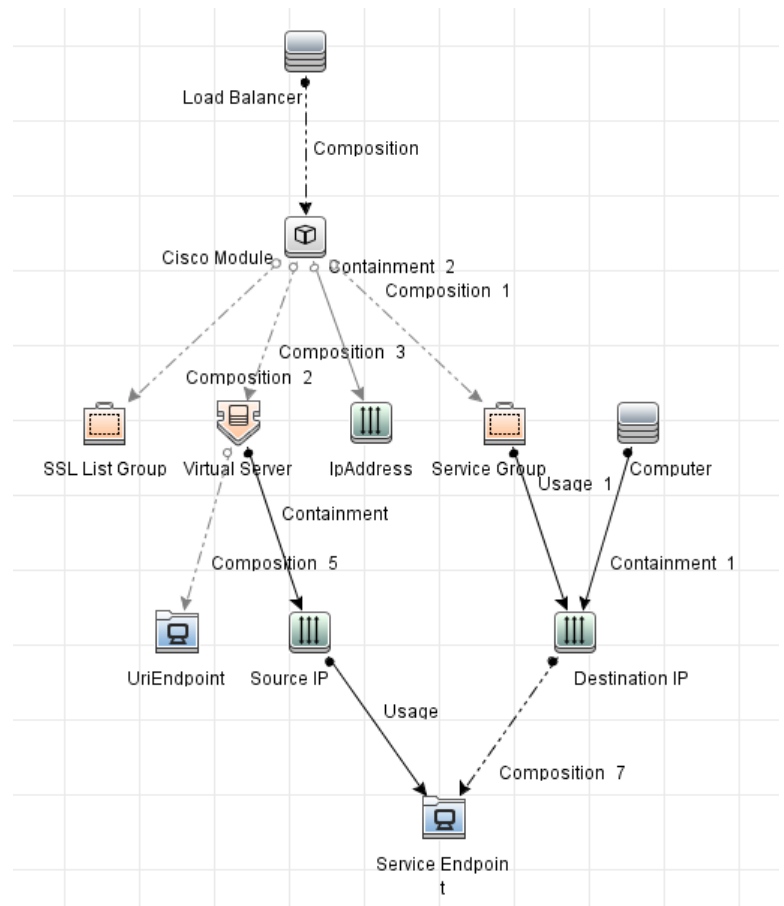 Load Balancer
Composition
Cisco Module
Containment 2
Composition 1
Composition 3
Composition 2
SSL List Group
Virtual Server
IpAddress
Service Group
Usage 1
Computer
Containment
Composition 5
Containment 1
UriEndpoint
Source IP
Destination IP
Usage
Composition 7
Service Endpoin
t